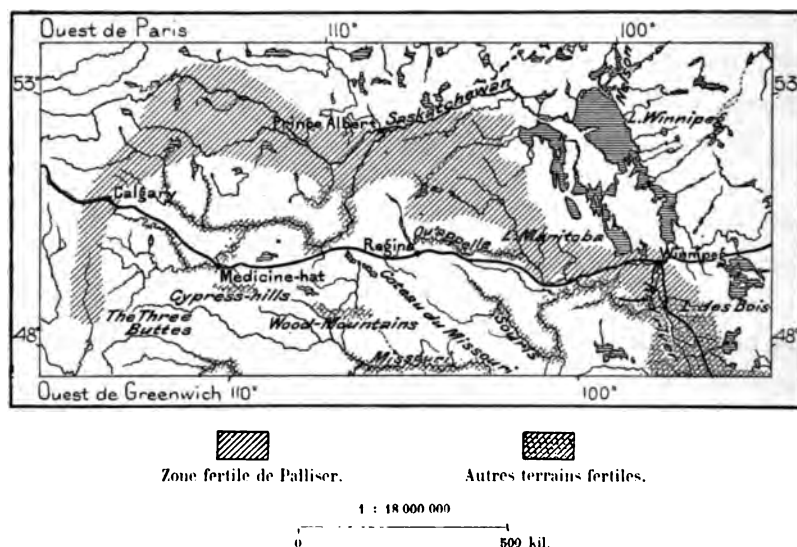 Ouest de Paris 110° 100°
53° 53°
Nelson
Saskatchewan
Prince Albert
L. Winnipeg
Calgary
Qu'appelle
L. Manitoba
Regina
Winnipeg
Medicine-hat
Cypress-hills
Coteau du Missouri
L. des Bois
The Three
Buttes
Wood-Mountains
Souris
48° 48°
Missouri
Ouest de Greenwich 110° 100°
Zone fertile de Palliser. Autres terrains fertiles.
1 : 18 000 000
0 500 kil.